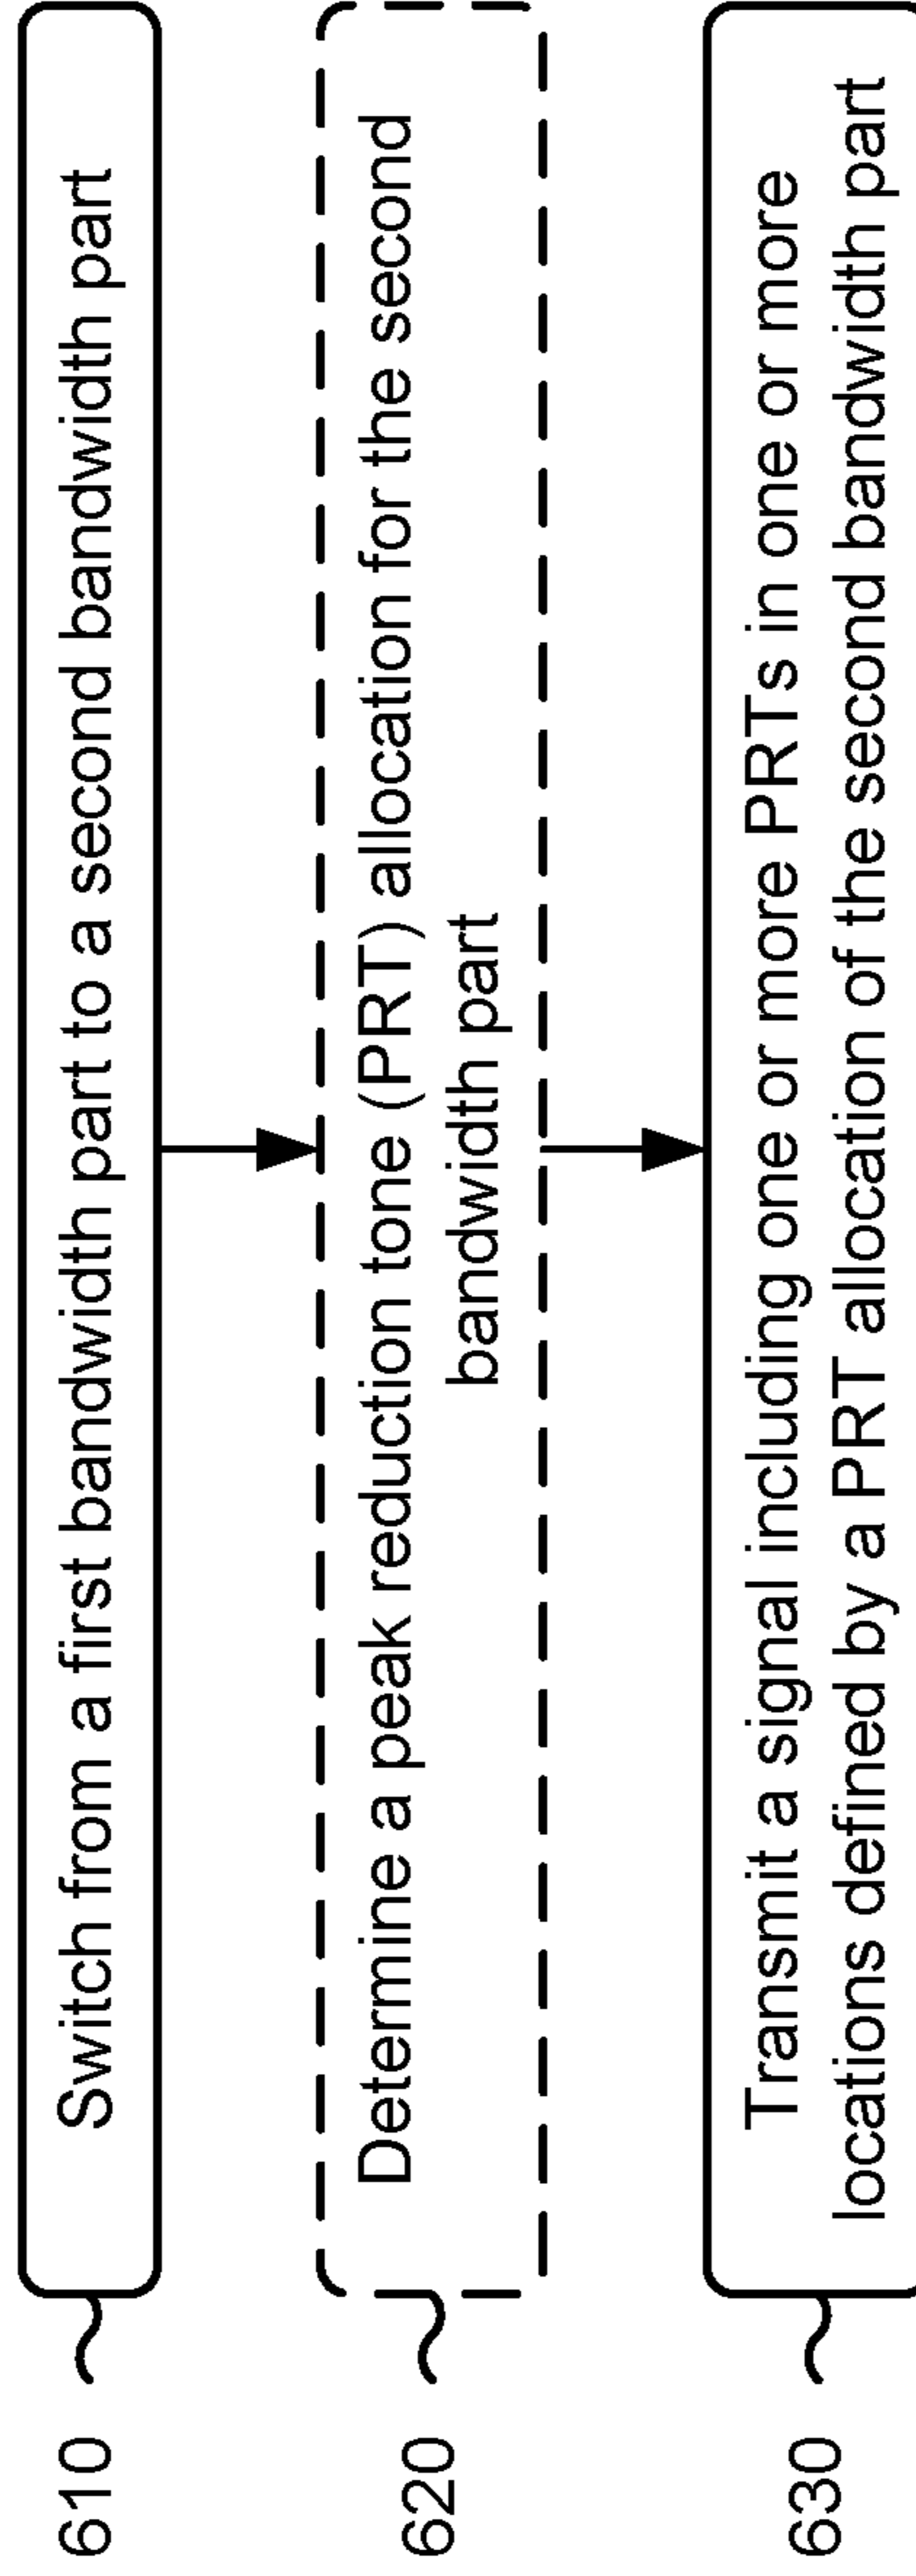 610
Switch from a first bandwidth part to a second bandwidth part
620
Determine a peak reduction tone (PRT) allocation for the second
bandwidth part
630
Transmit a signal including one or more PRTs in one or more
locations defined by a PRT allocation of the second bandwidth part